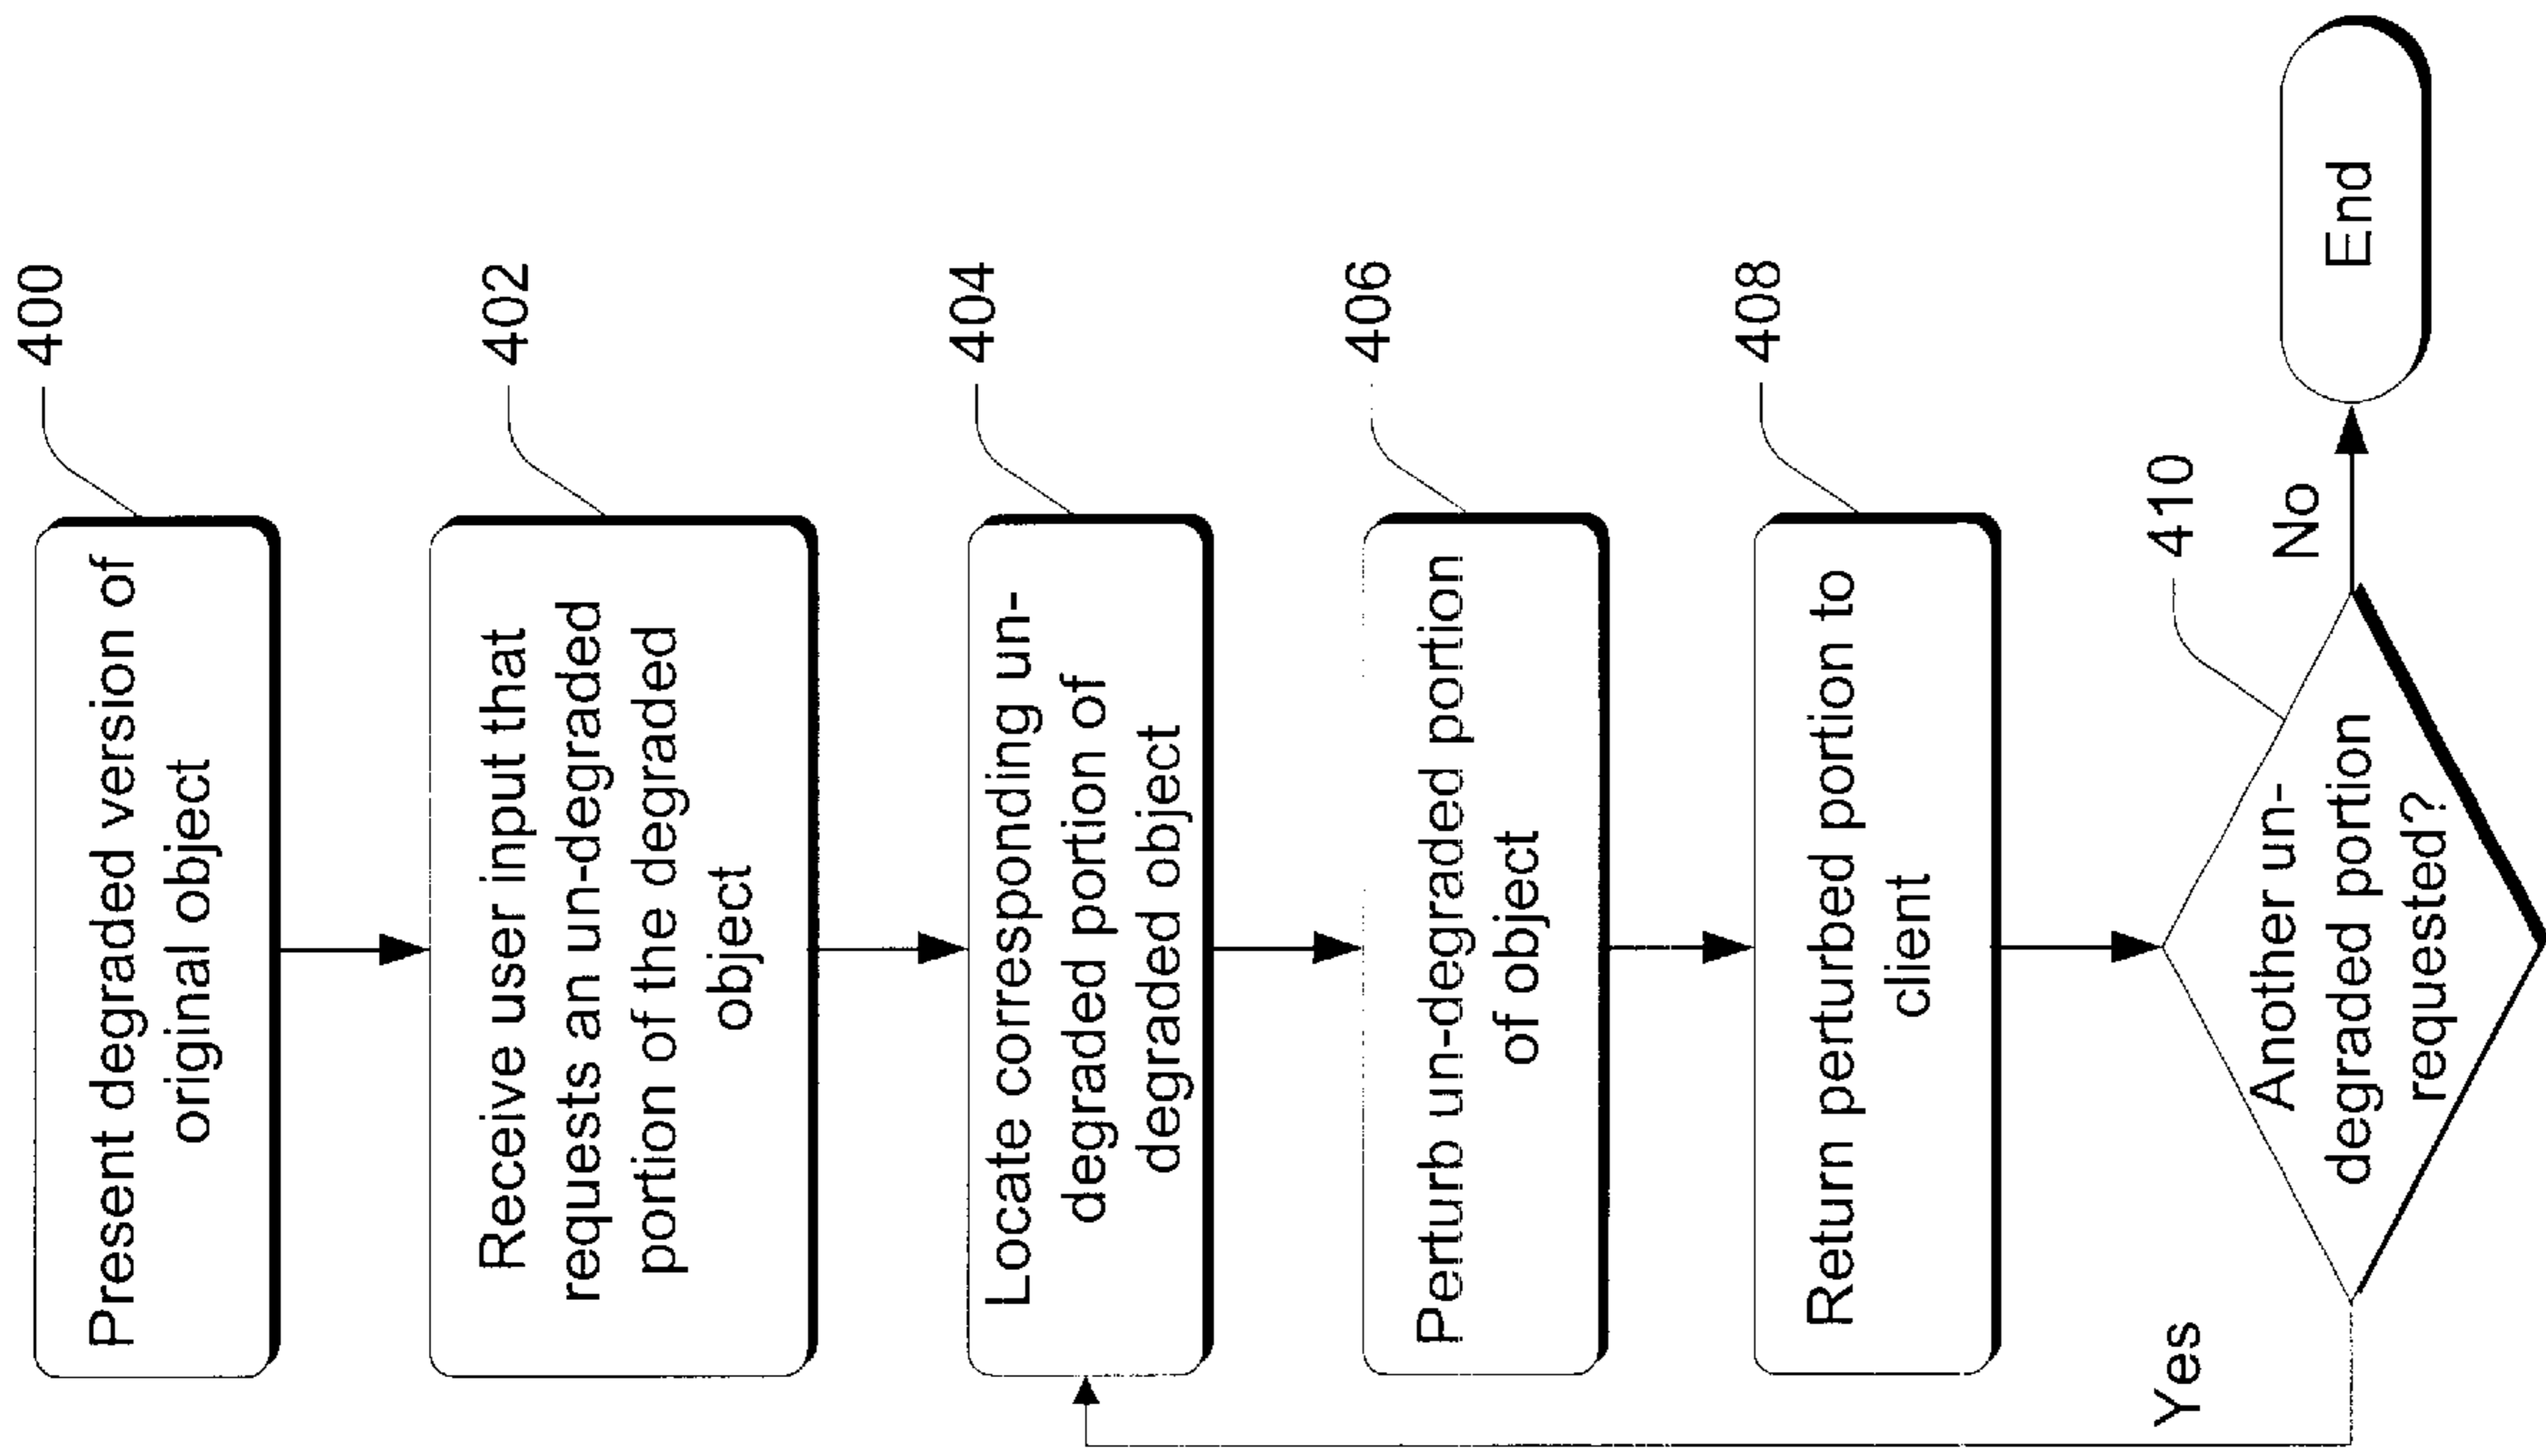 400
Present degraded version of
original object
402
Receive user input that
requests an un-degraded
portion of the degraded
object
404
Locate corresponding un-
degraded portion of
degraded object
406
Perturb un-degraded portion
of object
408
Return perturbed portion to
client
410
Another un-
degraded portion
requested?
Yes
No
End